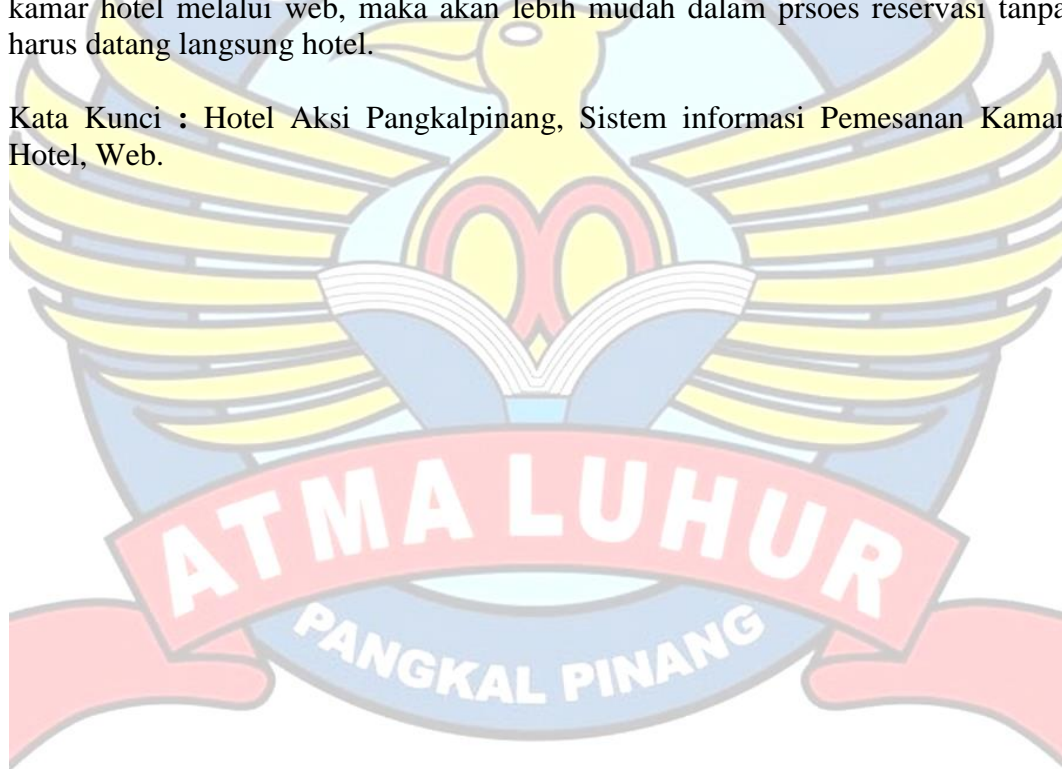 kamar hotel melalui web, maka akan lebih mudah dalam prsoes reservasi tanpa
harus datang langsung hotel.
Kata Kunci : Hotel Aksi Pangkalpinang, Sistem informasi Pemesanan Kamar
Hotel, Web.
ATMA LUHUR
PANGKAL PINANG